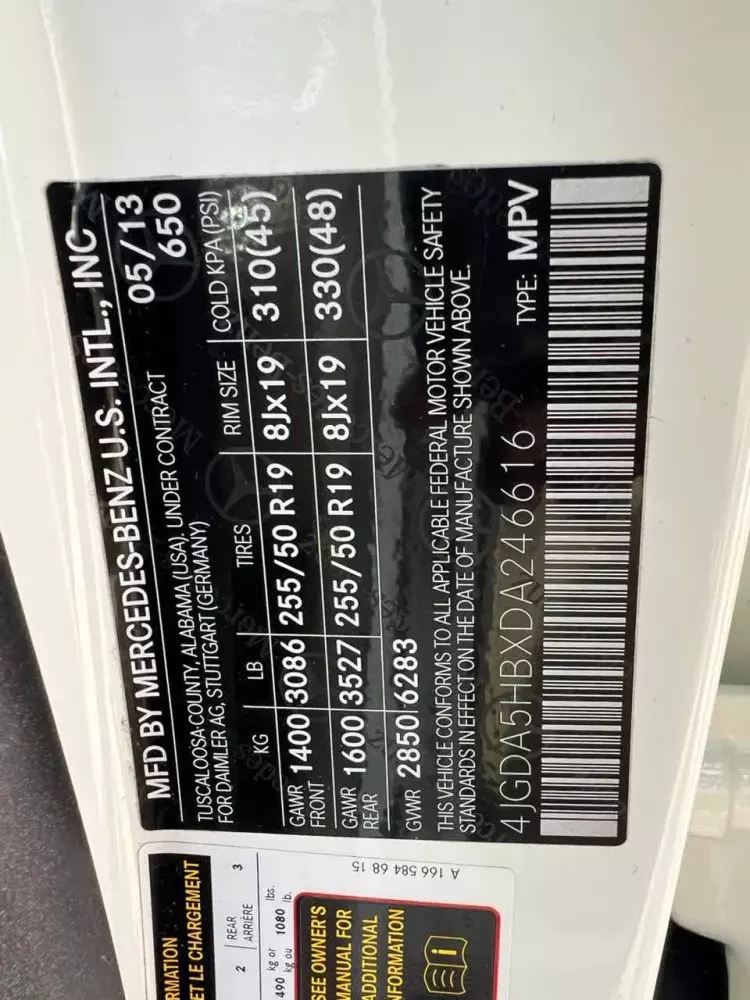 MFD BY MERCEDES-BENZ U.S. INTL., INC
TUSCALOOSA COUNTY, ALABAMA (USA), UNDER CONTRACT 05/13
FOR DAIMLER AG, STUTTGART (GERMANY) 650
KG LB TIRES RIM SIZE COLD KPA (PSI)
GAWR FRONT 1400 3086 255/50 R19 8Jx19 310(45)
GAWR REAR 1600 3527 255/50 R19 8Jx19 330(48)
GVWR 2850 6283
THIS VEHICLE CONFORMS TO ALL APPLICABLE FEDERAL MOTOR VEHICLE SAFETY
STANDARDS IN EFFECT ON THE DATE OF MANUFACTURE SHOWN ABOVE.
4JGDA5HBXDA246616 TYPE: MPV
A 166 584 68 15
ET LE CHARGEMENT
2 REAR 3
ARRIÈRE
490 kg or 1080 lbs.
kg ou lb.
SEE OWNER'S
MANUAL FOR
ADDITIONAL
INFORMATION